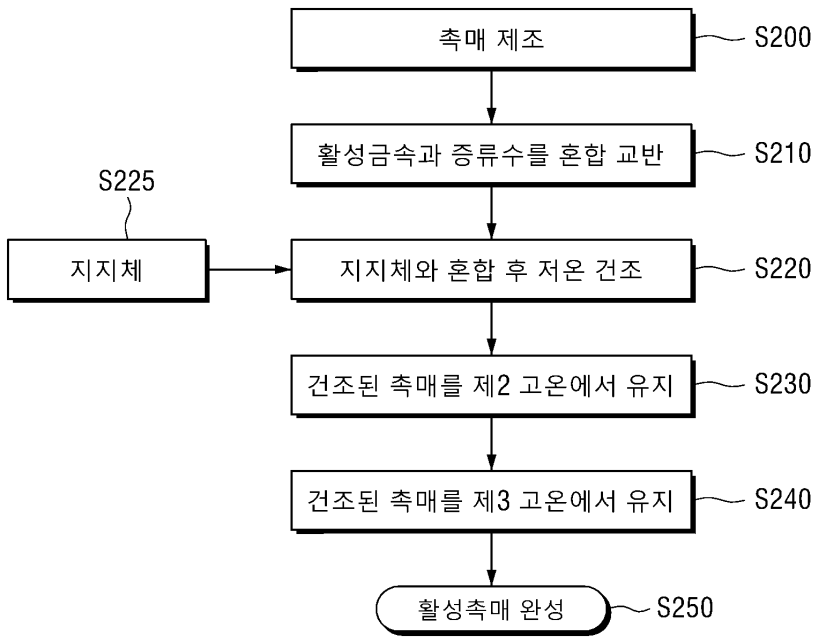 촉매 제조
S200
활성금속과 증류수를 혼합 교반
S210
S225
지지체
지지체와 혼합 후 저온 건조
S220
건조된 촉매를 제2 고온에서 유지
S230
건조된 촉매를 제3 고온에서 유지
S240
활성촉매 완성
S250